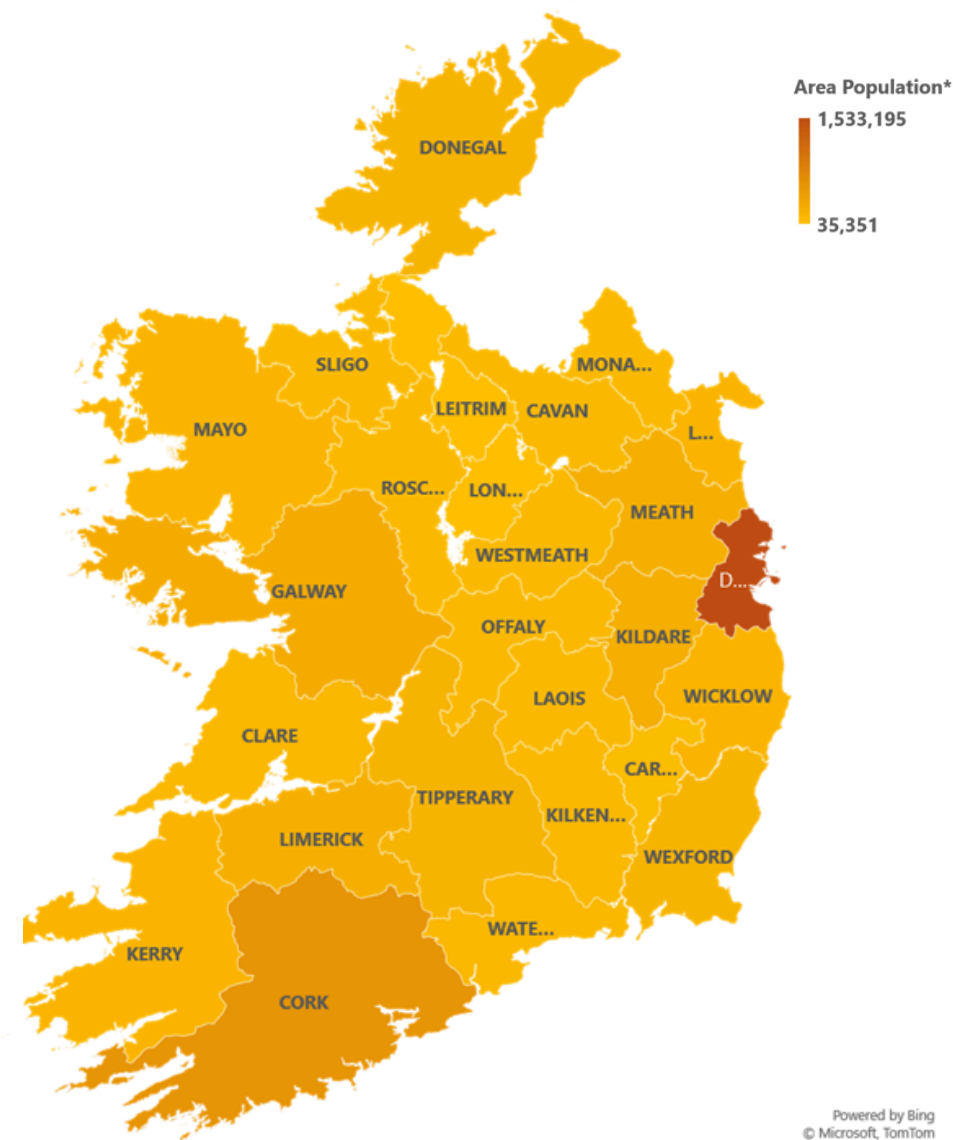 Area Population*
1,533,195
35,351
DONEGAL
SLIGO
MONA...
LEITRIM
CAVAN
MAYO
L...
ROSC...
LON...
MEATH
WESTMEATH
D...
GALWAY
OFFALY
KILDARE
LAOIS
WICKLOW
CLARE
CAR...
TIPPERARY
KILKEN...
LIMERICK
WEXFORD
WATE...
KERRY
CORK
Powered by Bing
© Microsoft, TomTom